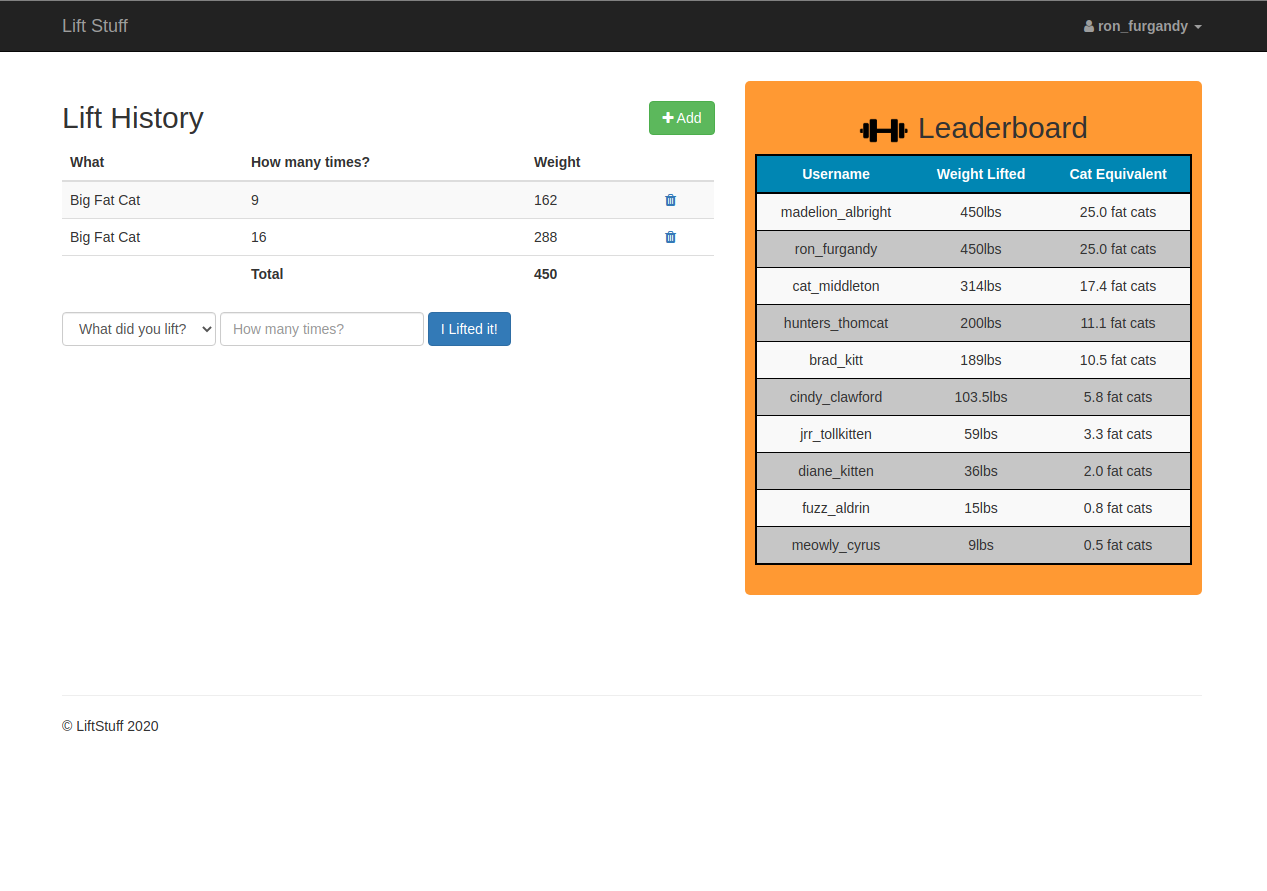 Lift Stuff
ron_furgandy
Lift History
Add
What How many times? Weight
Big Fat Cat 9 162
Big Fat Cat 16 288
Total 450
What did you lift? How many times? I Lifted it!
Leaderboard
Username Weight Lifted Cat Equivalent
madelion_albright 450lbs 25.0 fat cats
ron_furgandy 450lbs 25.0 fat cats
cat_middleton 314lbs 17.4 fat cats
hunters_thomcat 200lbs 11.1 fat cats
brad_kitt 189lbs 10.5 fat cats
cindy_clawford 103.5lbs 5.8 fat cats
jrr_tollkitten 59lbs 3.3 fat cats
diane_kitten 36lbs 2.0 fat cats
fuzz_aldrin 15lbs 0.8 fat cats
meowly_cyrus 9lbs 0.5 fat cats
© LiftStuff 2020